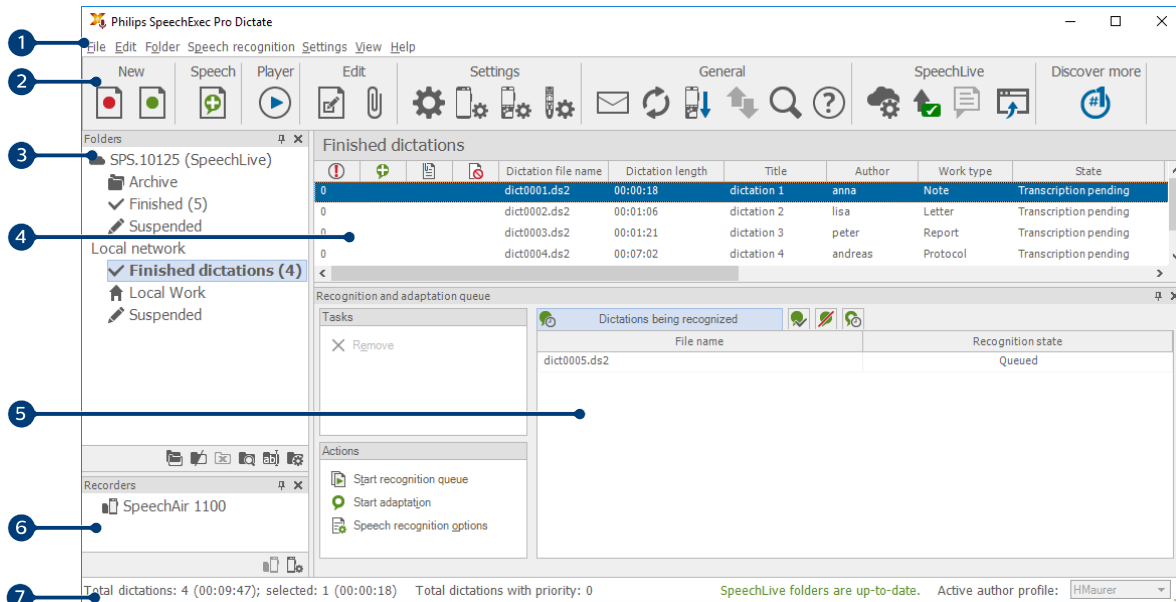 Philips SpeechExec Pro Dictate
1
File Edit Folder Speech recognition Settings View Help
2
New Speech Player Edit Settings General SpeechLive Discover more
#1
3
Folders
SPS.10125 (SpeechLive)
Archive
Finished (5)
Suspended
Local network
Finished dictations (4)
Local Work
Suspended
Finished dictations
Dictation file name Dictation length Title Author Work type State
0 dict0001.ds2 00:00:18 dictation 1 anna Note Transcription pending
0 dict0002.ds2 00:01:06 dictation 2 lisa Letter Transcription pending
4
0 dict0003.ds2 00:01:21 dictation 3 peter Report Transcription pending
0 dict0004.ds2 00:07:02 dictation 4 andreas Protocol Transcription pending
Recognition and adaptation queue
Tasks
Remove
Dictations being recognized
File name Recognition state
dict0005.ds2 Queued
5
Actions
Start recognition queue
Start adaptation
Speech recognition options
Recorders
SpeechAir 1100
6
7
Total dictations: 4 (00:09:47); selected: 1 (00:00:18) Total dictations with priority: 0 SpeechLive folders are up-to-date. Active author profile: HMaurer